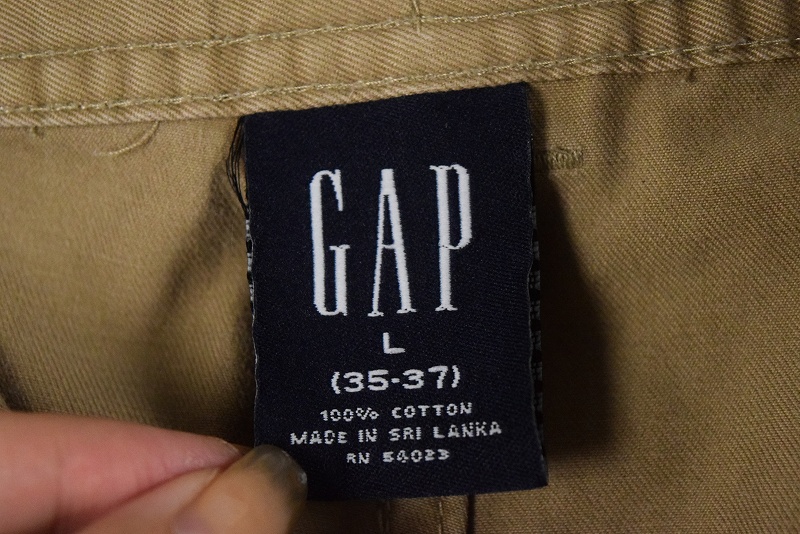 GAP
L
(35-37)
100% COTTON
MADE IN SRI LANKA
RN 54023